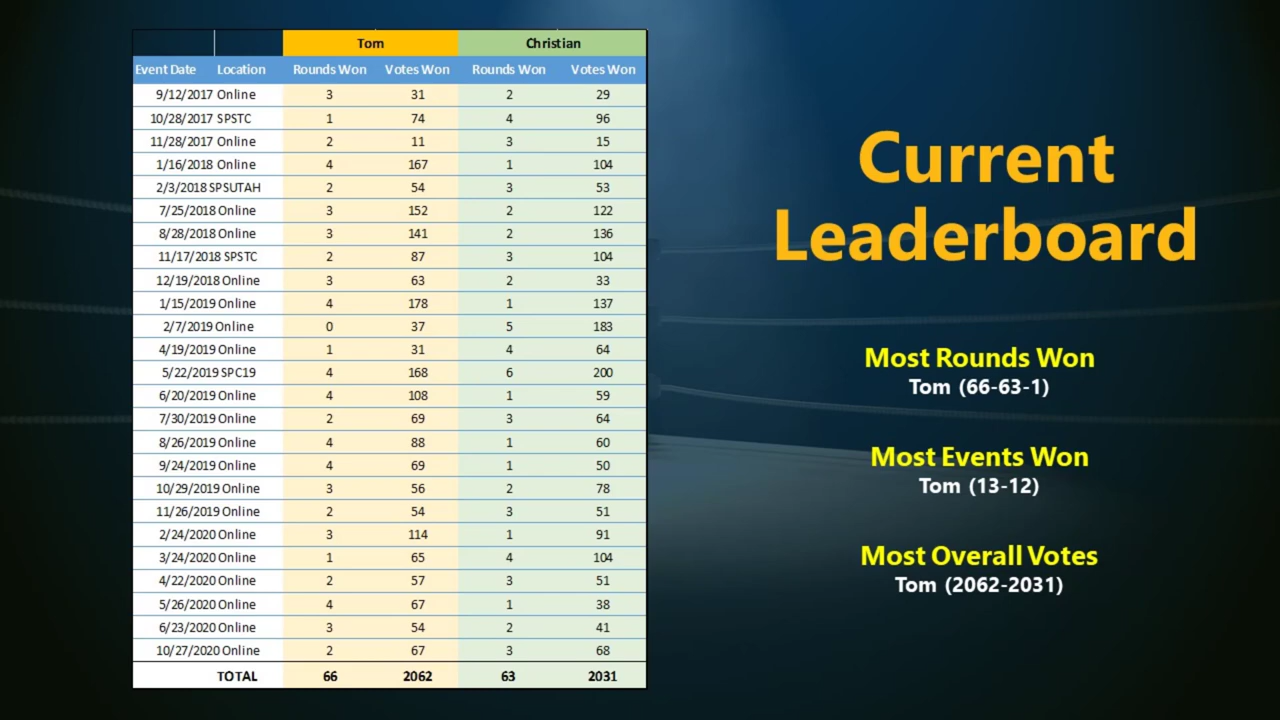 Tom Christian
Event Date Location Rounds Won Votes Won Rounds Won Votes Won
9/12/2017 Online 3 31 2 29
10/28/2017 SPSTC 1 74 4 96
11/28/2017 Online 2 11 3 15
1/16/2018 Online 4 167 1 104
2/3/2018 SPSUTAH 2 54 3 53
7/25/2018 Online 3 152 2 122
8/28/2018 Online 3 141 2 136
11/17/2018 SPSTC 2 87 3 104
12/19/2018 Online 3 63 2 33
1/15/2019 Online 4 178 1 137
2/7/2019 Online 0 37 5 183
4/19/2019 Online 1 31 4 64
5/22/2019 SPC19 4 168 6 200
6/20/2019 Online 4 108 1 59
7/30/2019 Online 2 69 3 64
8/26/2019 Online 4 88 1 60
9/24/2019 Online 4 69 1 50
10/29/2019 Online 3 56 2 78
11/26/2019 Online 2 54 3 51
2/24/2020 Online 3 114 1 91
3/24/2020 Online 1 65 4 104
4/22/2020 Online 2 57 3 51
5/26/2020 Online 4 67 1 38
6/23/2020 Online 3 54 2 41
10/27/2020 Online 2 67 3 68
TOTAL 66 2062 63 2031
Current
Leaderboard
Most Rounds Won
Tom (66-63-1)
Most Events Won
Tom (13-12)
Most Overall Votes
Tom (2062-2031)